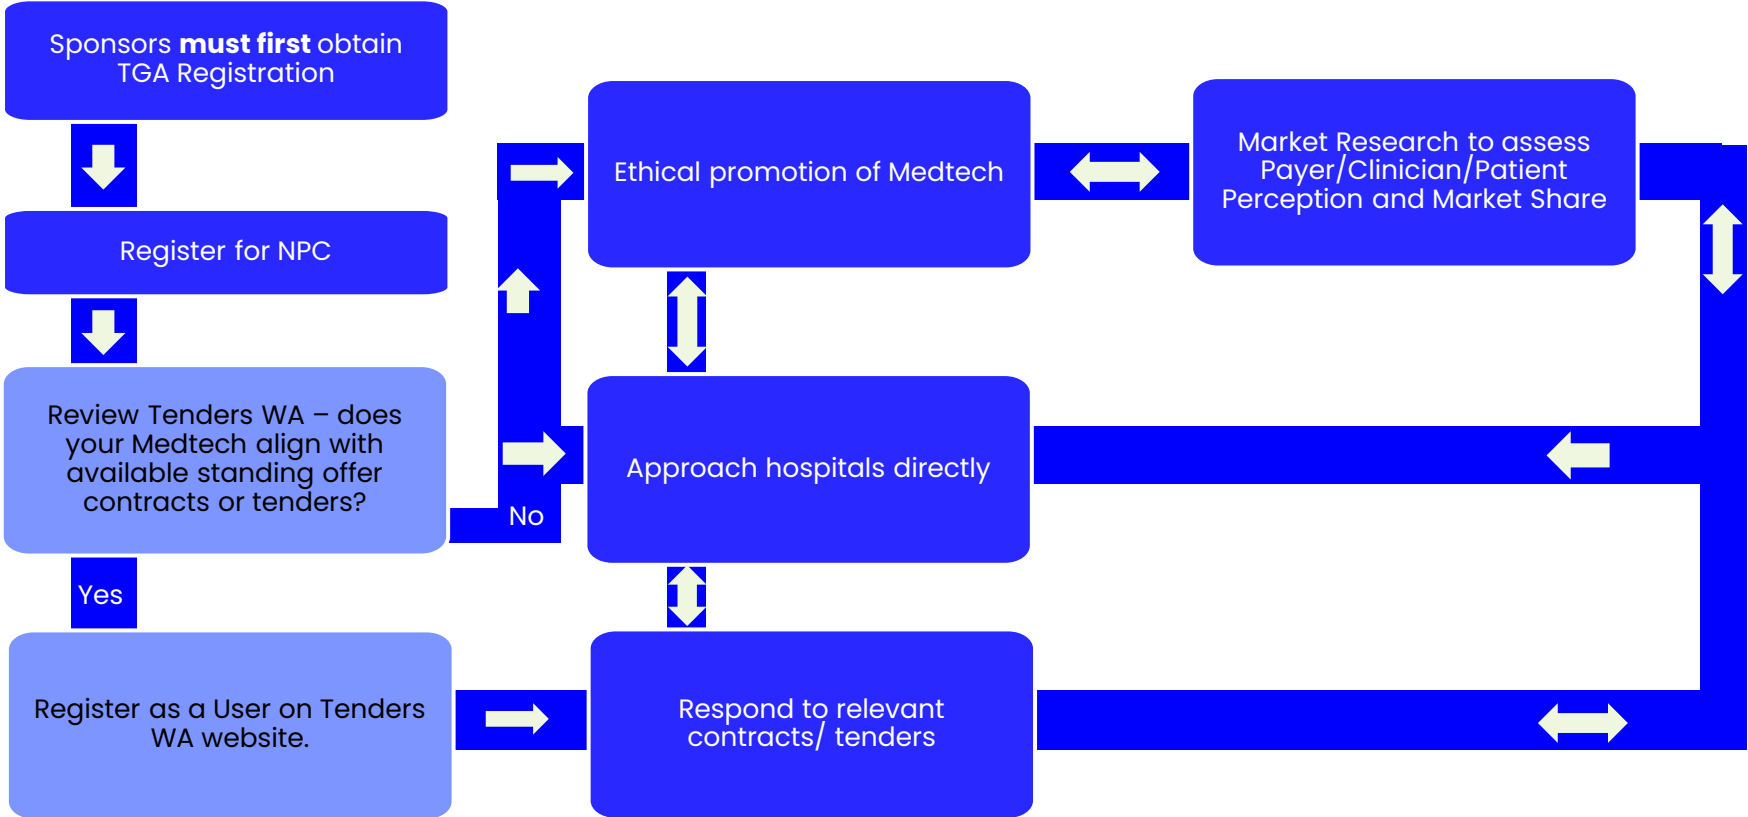 Sponsors must first obtain
TGA Registration
Register for NPC
Review Tenders WA – does
your Medtech align with
available standing offer
contracts or tenders?
No
Yes
Register as a User on Tenders
WA website.
Ethical promotion of Medtech
Market Research to assess
Payer/Clinician/Patient
Perception and Market Share
Approach hospitals directly
Respond to relevant
contracts/ tenders